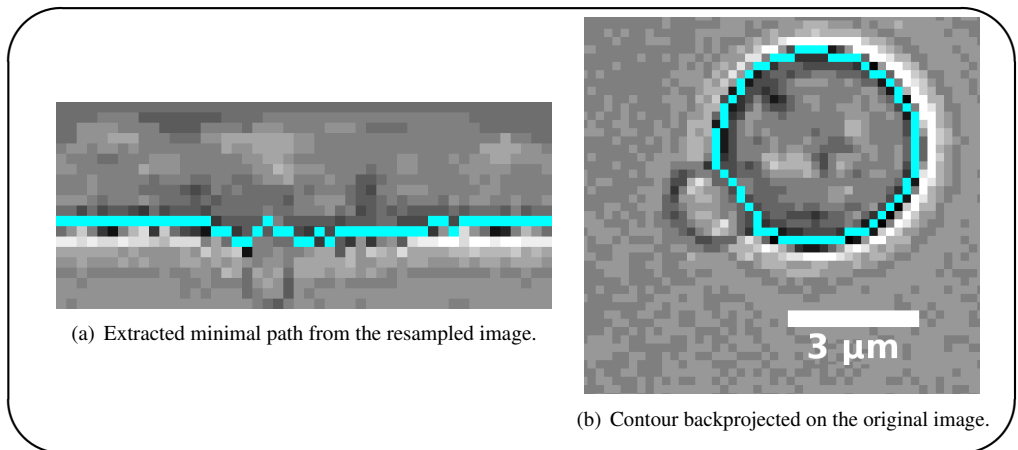 3 µm
(a) Extracted minimal path from the resampled image.
(b) Contour backprojected on the original image.